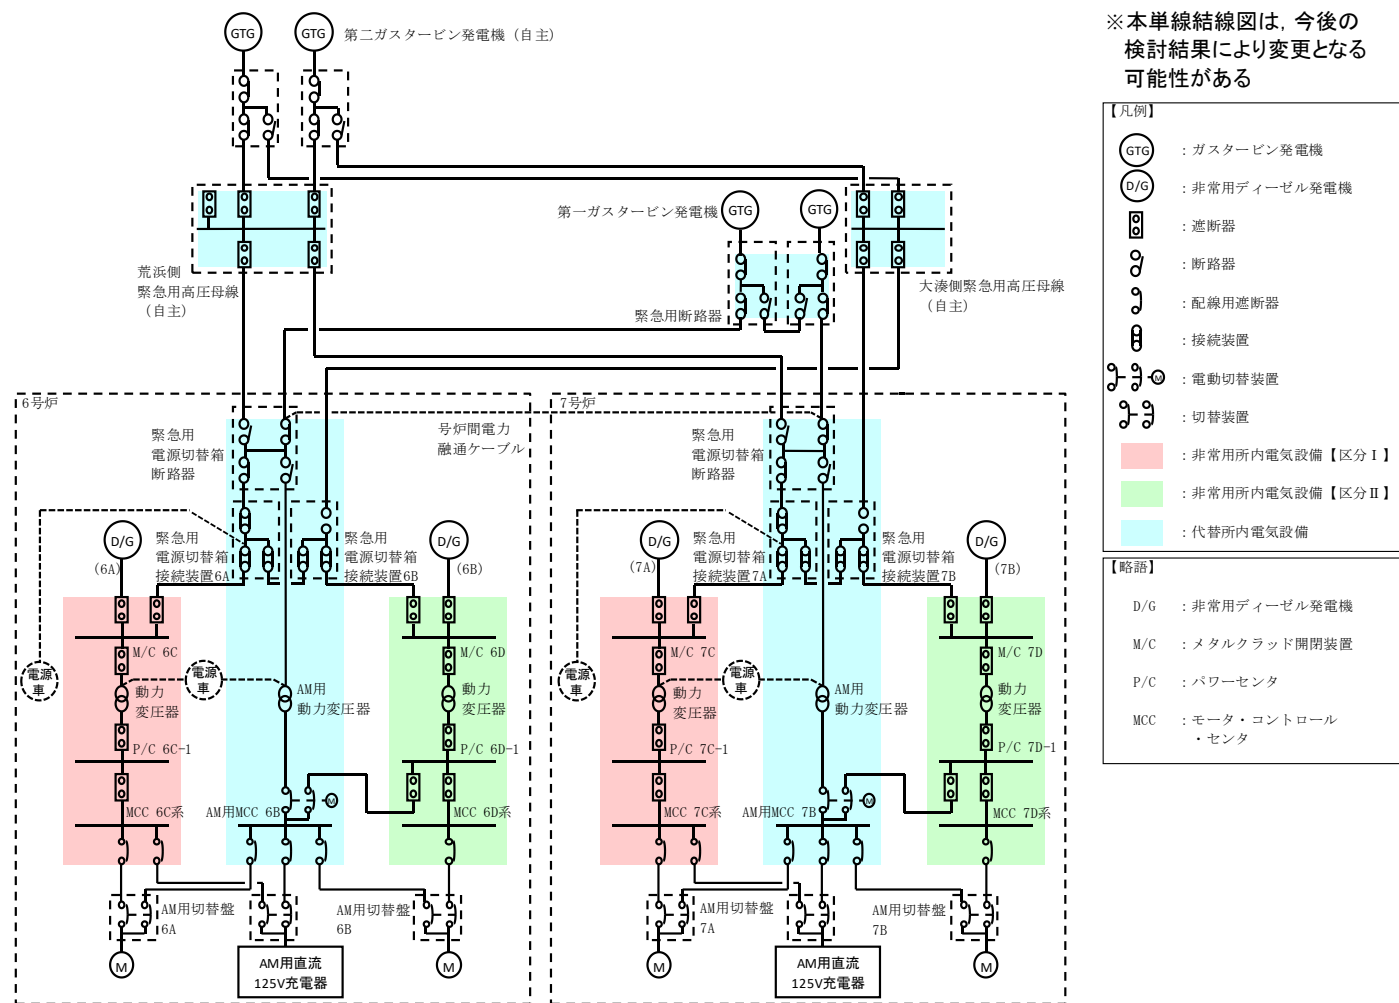 ※本単線結線図は，今後の
検討結果により変更となる
可能性がある
GTG
GTG
第二ガスタービン発電機（自主）
第一ガスタービン発電機
GTG
GTG
荒浜側
緊急用高圧母線
（自主）
大湊側緊急用高圧母線
（自主）
緊急用断路器
【凡例】
GTG
：ガスタービン発電機
D/G
：非常用ディーゼル発電機
：遮断器
：断路器
：配線用遮断器
：接続装置
M
：電動切替装置
：切替装置
：非常用所内電気設備【区分Ⅰ】
：非常用所内電気設備【区分Ⅱ】
：代替所内電気設備
【略語】
D/G ：非常用ディーゼル発電機
M/C ：メタルクラッド開閉装置
P/C ：パワーセンタ
MCC ：モータ・コントロール
・センタ
6号炉
緊急用
電源切替箱
断路器
号炉間電力
融通ケーブル
D/G
(6A)
緊急用
電源切替箱
接続装置6A
緊急用
電源切替箱
接続装置6B
D/G
(6B)
M/C 6C
M/C 6D
電源
車
電源
車
動力
変圧器
AM用
動力変圧器
動力
変圧器
P/C 6C-1
P/C 6D-1
M
MCC 6C系
AM用MCC 6B
MCC 6D系
AM用切替盤
6A
AM用切替盤
6B
M
AM用直流
125V充電器
M
7号炉
緊急用
電源切替箱
断路器
D/G
(7A)
緊急用
電源切替箱
接続装置7A
緊急用
電源切替箱
接続装置7B
D/G
(7B)
M/C 7C
M/C 7D
電源
車
電源
車
動力
変圧器
AM用
動力変圧器
動力
変圧器
P/C 7C-1
P/C 7D-1
M
MCC 7C系
AM用MCC 7B
MCC 7D系
AM用切替盤
7A
AM用切替盤
7B
M
AM用直流
125V充電器
M